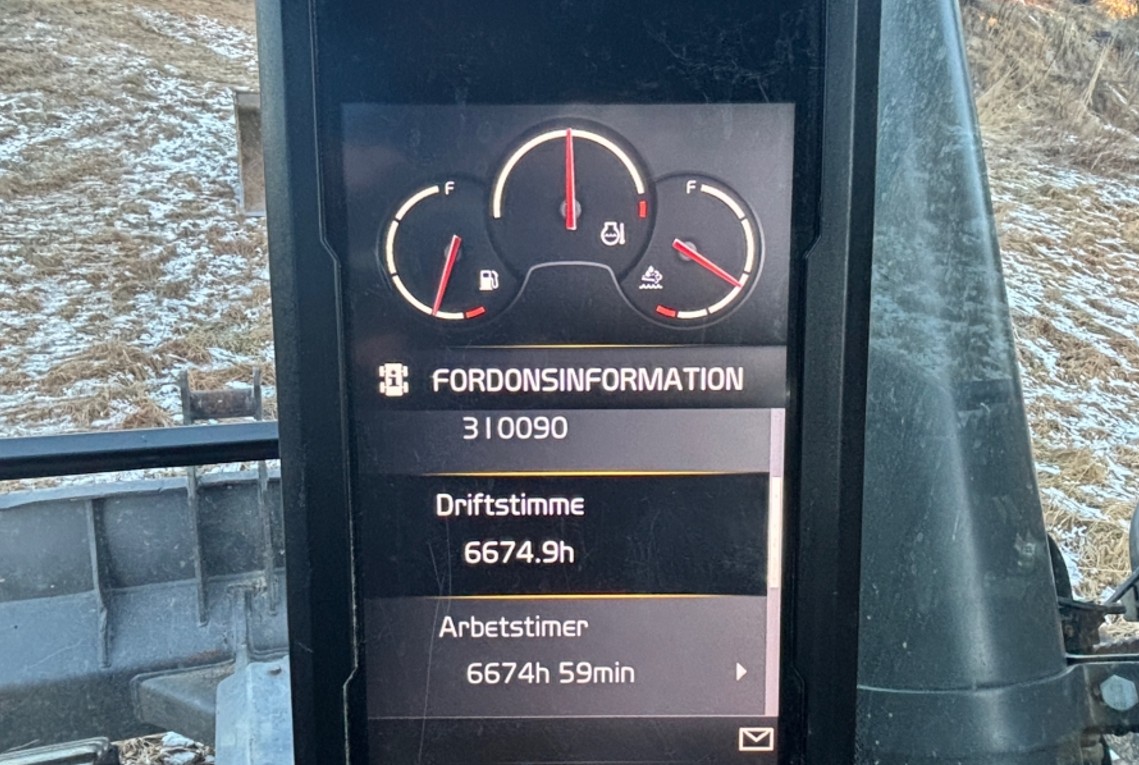 F
F
FORDONSINFORMATION
310090
Driftstimme
6674.9h
Arbetstimer
6674h 59min